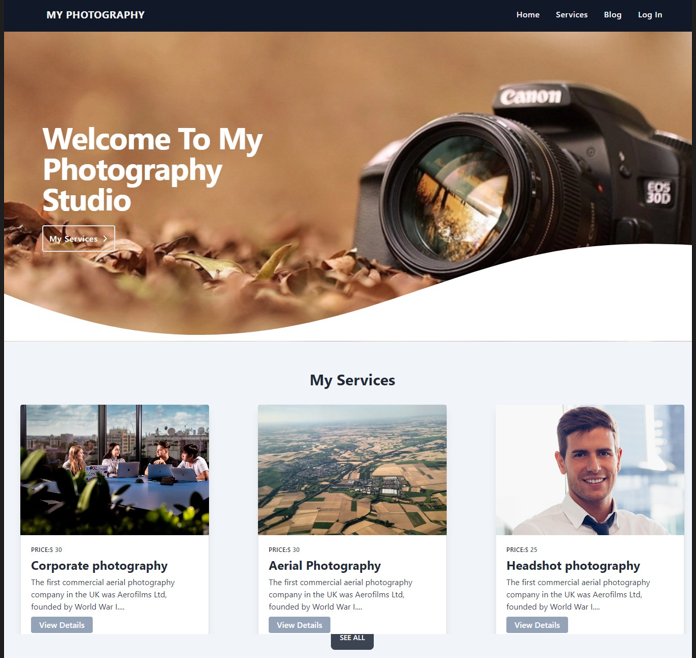 MY PHOTOGRAPHY
Home Services Blog Log In
Canon
EOS
30D
Welcome To My
Photography
Studio
My Services >
My Services
PRICE:$ 30
Corporate photography
The first commercial aerial photography
company in the UK was Aerofilms Ltd,
founded by World War I....
View Details
PRICE:$ 30
Aerial Photography
The first commercial aerial photography
company in the UK was Aerofilms Ltd,
founded by World War I....
View Details
PRICE:$ 25
Headshot photography
The first commercial aerial photography
company in the UK was Aerofilms Ltd,
founded by World War I....
View Details
SEE ALL